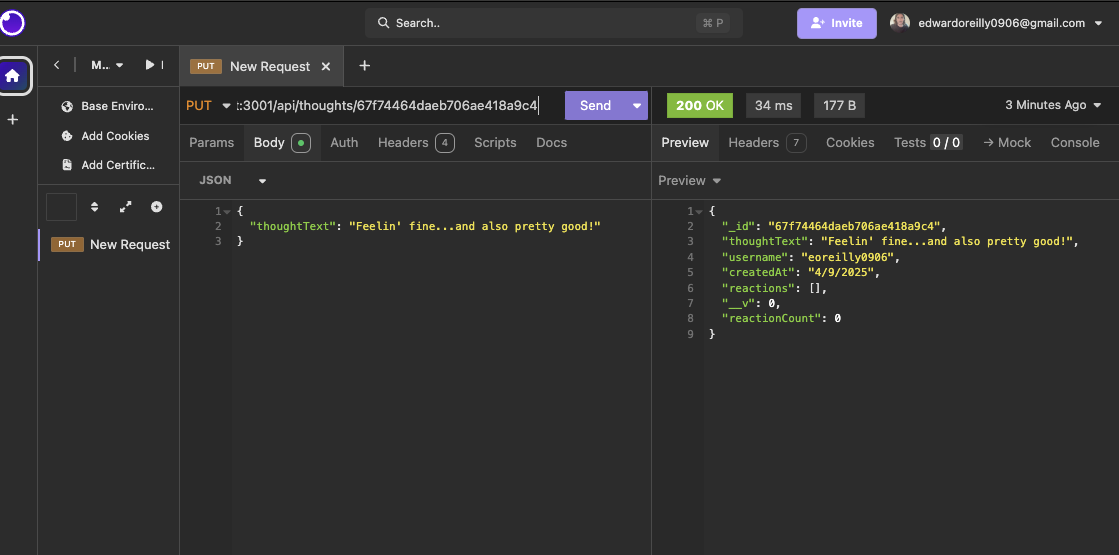 Search..
⌘ P
Invite
edwardoreilly0906@gmail.com
M...
PUT New Request
Base Enviro...
Add Cookies
Add Certific...
PUT New Request
PUT ::3001/api/thoughts/67f74464daeb706ae418a9c4
Send
Params Body Auth Headers 4 Scripts Docs
JSON
1 {
2 "thoughtText": "Feelin' fine...and also pretty good!"
3 }
200 OK 34 ms 177 B 3 Minutes Ago
Preview Headers 7 Cookies Tests 0 / 0 → Mock Console
Preview
1 {
2 "_id": "67f74464daeb706ae418a9c4",
3 "thoughtText": "Feelin' fine...and also pretty good!",
4 "username": "eoreilly0906",
5 "createdAt": "4/9/2025",
6 "reactions": [],
7 "__v": 0,
8 "reactionCount": 0
9 }